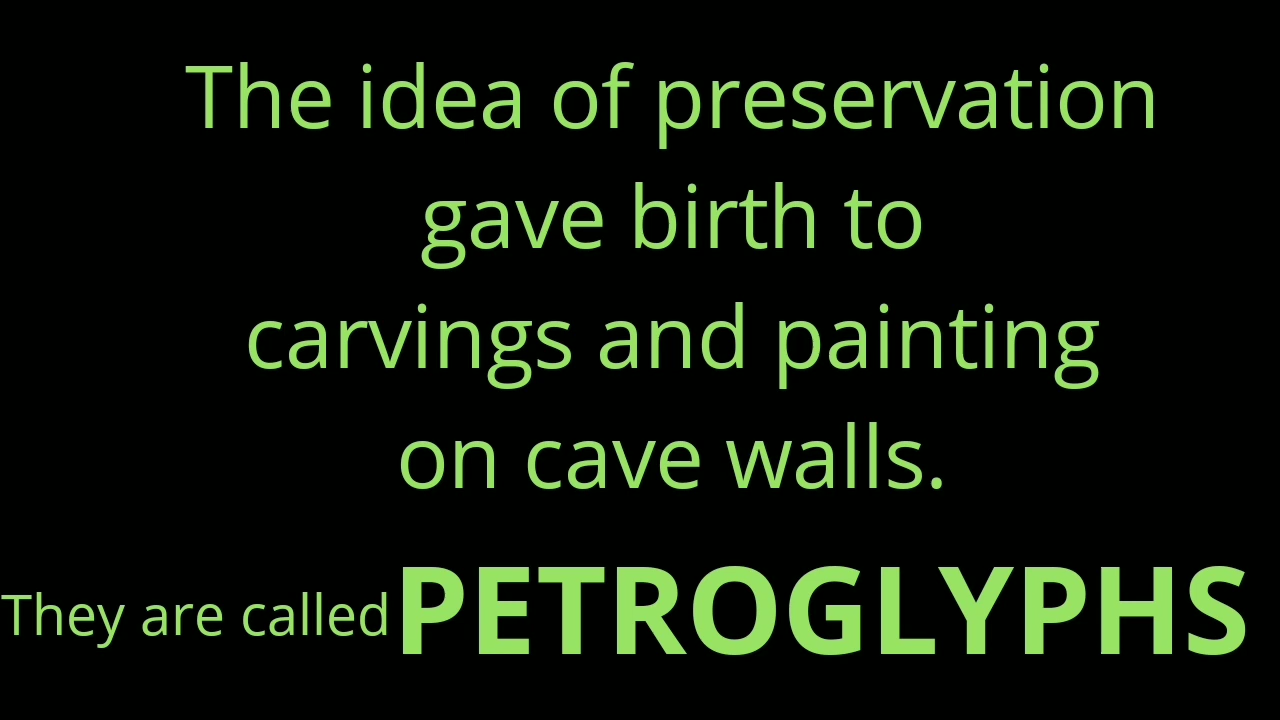 The idea of preservation
gave birth to
carvings and painting
on cave walls.
They are called PETROGLYPHS